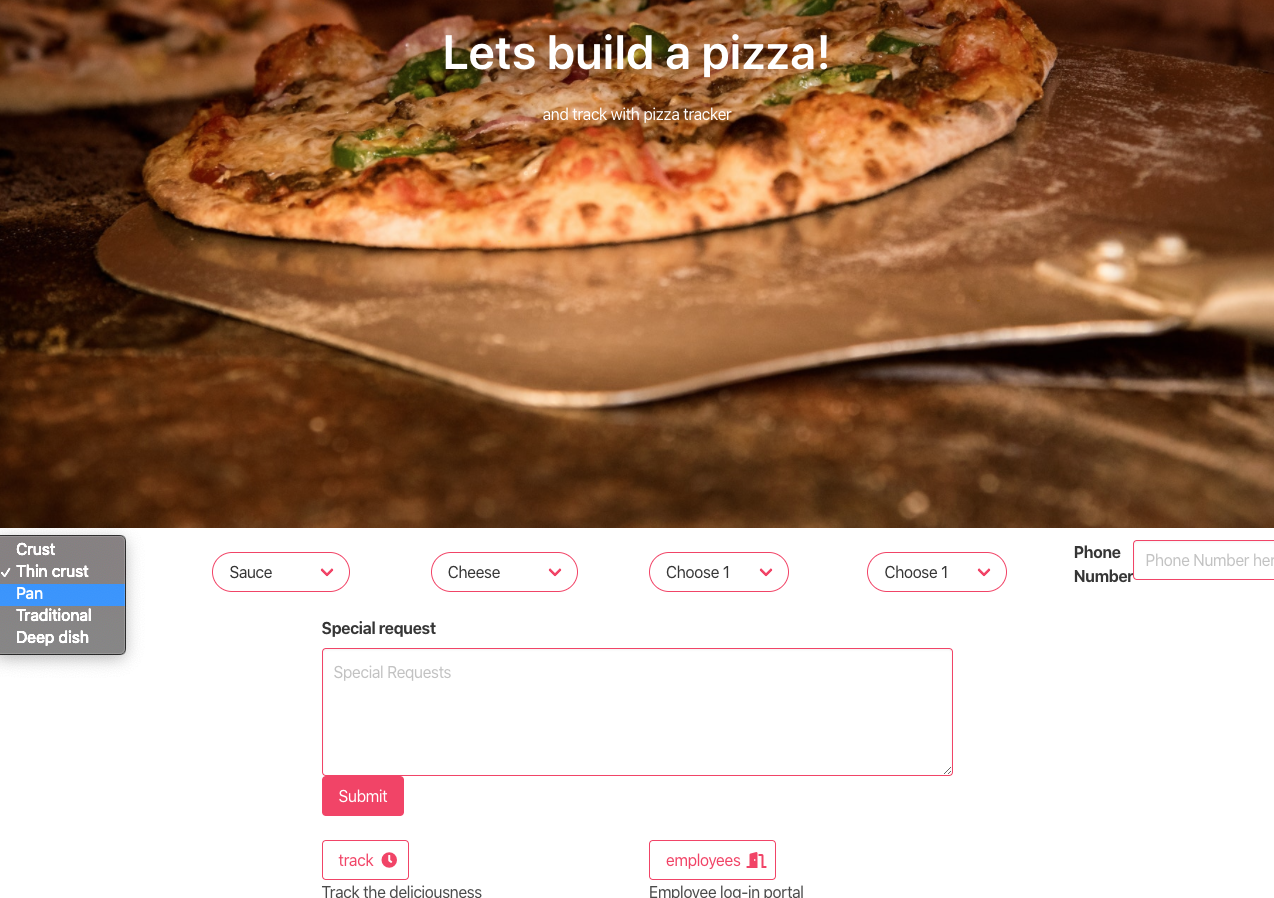 Lets build a pizza!
and track with pizza tracker
Crust
✓ Thin crust
Pan
Traditional
Deep dish
Sauce
Cheese
Choose 1
Choose 1
Phone
Number
Phone Number her
Special request
Special Requests
Submit
track
employees
Track the deliciousness
Employee log-in portal